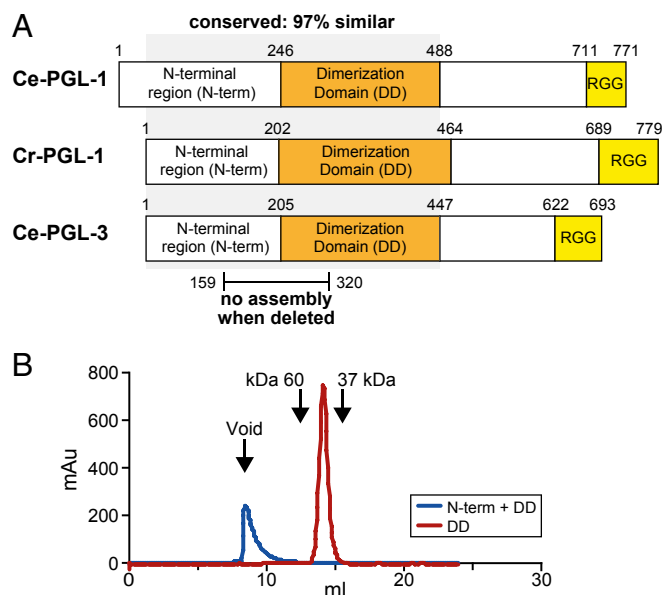 A
conserved: 97% similar
1 246 488 711 771
Ce-PGL-1
N-terminal region (N-term)
Dimerization Domain (DD)
RGG
1 202 464 689 779
Cr-PGL-1
N-terminal region (N-term)
Dimerization Domain (DD)
RGG
1 205 447 622 693
Ce-PGL-3
N-terminal region (N-term)
Dimerization Domain (DD)
RGG
159 320
no assembly
when deleted
B
800
600
400
200
0
mAu
kDa 60
37 kDa
Void
N-term + DD
DD
0 10 20 30
ml